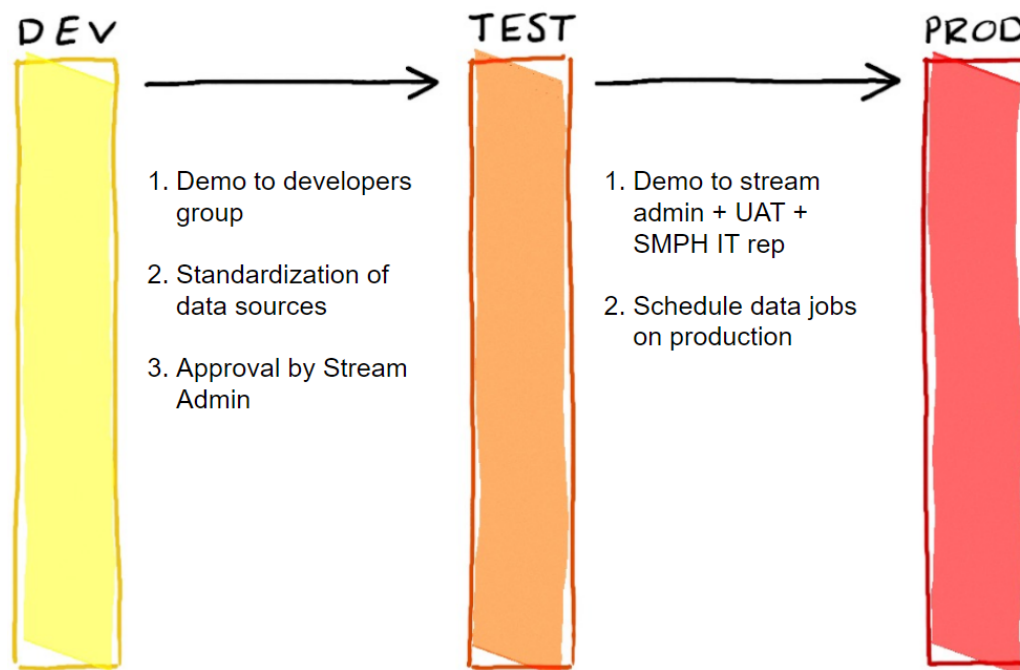 DEV
TEST
PROD
1. Demo to developers
group
2. Standardization of
data sources
3. Approval by Stream
Admin
1. Demo to stream
admin + UAT +
SMPH IT rep
2. Schedule data jobs
on production